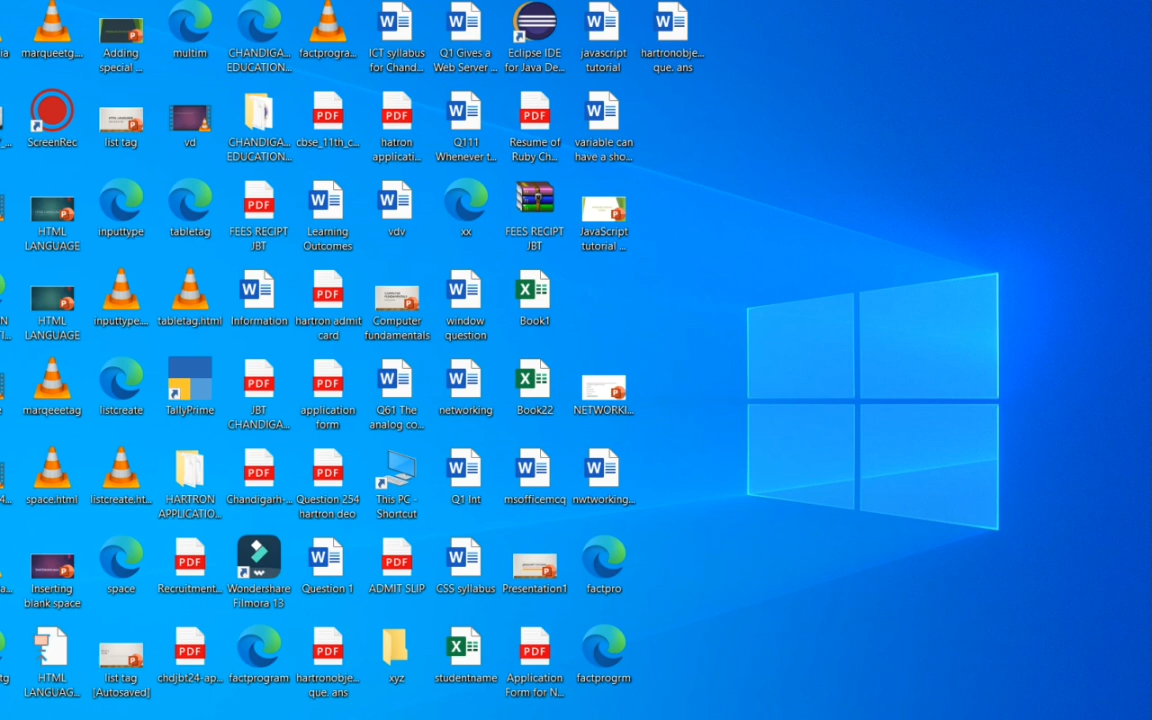 ia
marqueetg....
Adding
special ...
multim
CHANDIGA...
EDUCATION...
factprogra...
ICT syllabus
for Chand...
Q1 Gives a
Web Server ...
Eclipse IDE
for Java De...
javascript
tutorial
hartronobje...
que. ans
ScreenRec
list tag
vd
CHANDIGA...
EDUCATION...
cbse_11th_c...
hatron
applicati...
Q111
Whenever t...
Resume of
Ruby Ch...
variable can
have a sho...
HTML
LANGUAGE
inputtype
tabletag
FEES RECIPT
JBT
Learning
Outcomes
vdv
xx
FEES RECIPT
JBT
JavaScript
tutorial ...
HTML
LANGUAGE
inputtype....
tabletag.html
Information
hartron admit
card
Computer
fundamentals
window
question
Book1
marqeeetag
listcreate
TallyPrime
JBT
CHANDIGA...
application
form
Q61 The
analog co...
networking
Book22
NETWORKI...
space.html
listcreate.ht...
HARTRON
APPLICATIO...
Chandigarh-...
Question 254
hartron deo
This PC -
Shortcut
Q1 Int
msofficemcq
nwtworking...
Inserting
blank space
space
Recruitment...
Wondershare
Filmora 13
Question 1
ADMIT SLIP
CSS syllabus
Presentation1
factpro
tg
HTML
LANGUAG...
list tag
[Autosaved]
chdjbt24-ap...
factprogram
hartronobje...
que. ans
xyz
studentname
Application
Form for N...
factprogrm